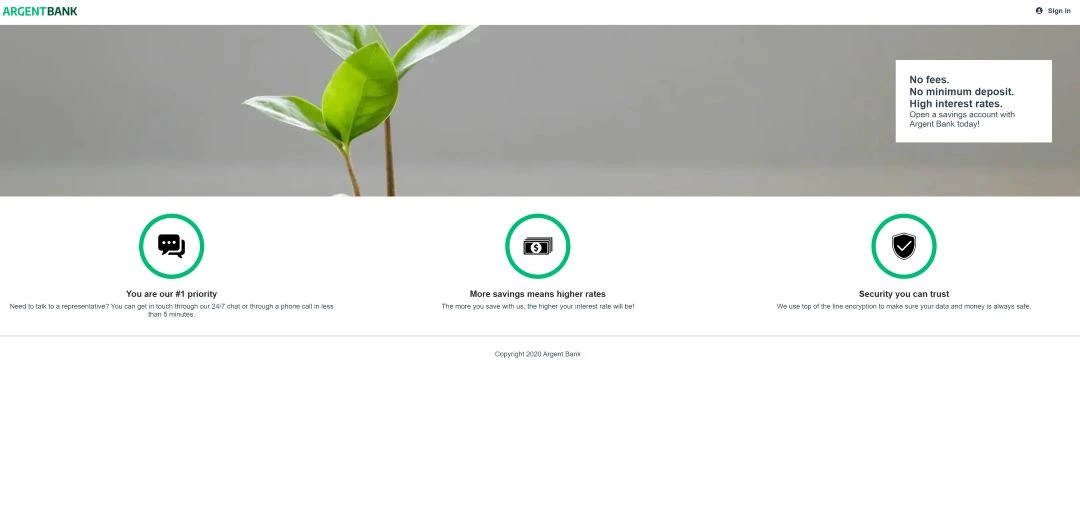 ARGENTBANK
Sign In
No fees.
No minimum deposit.
High interest rates.
Open a savings account with
Argent Bank today!
You are our #1 priority
Need to talk to a representative? You can get in touch through our 24/7 chat or through a phone call in less
than 5 minutes.
$
More savings means higher rates
The more you save with us, the higher your interest rate will be!
Security you can trust
We use top of the line encryption to make sure your data and money is always safe.
Copyright 2020 Argent Bank